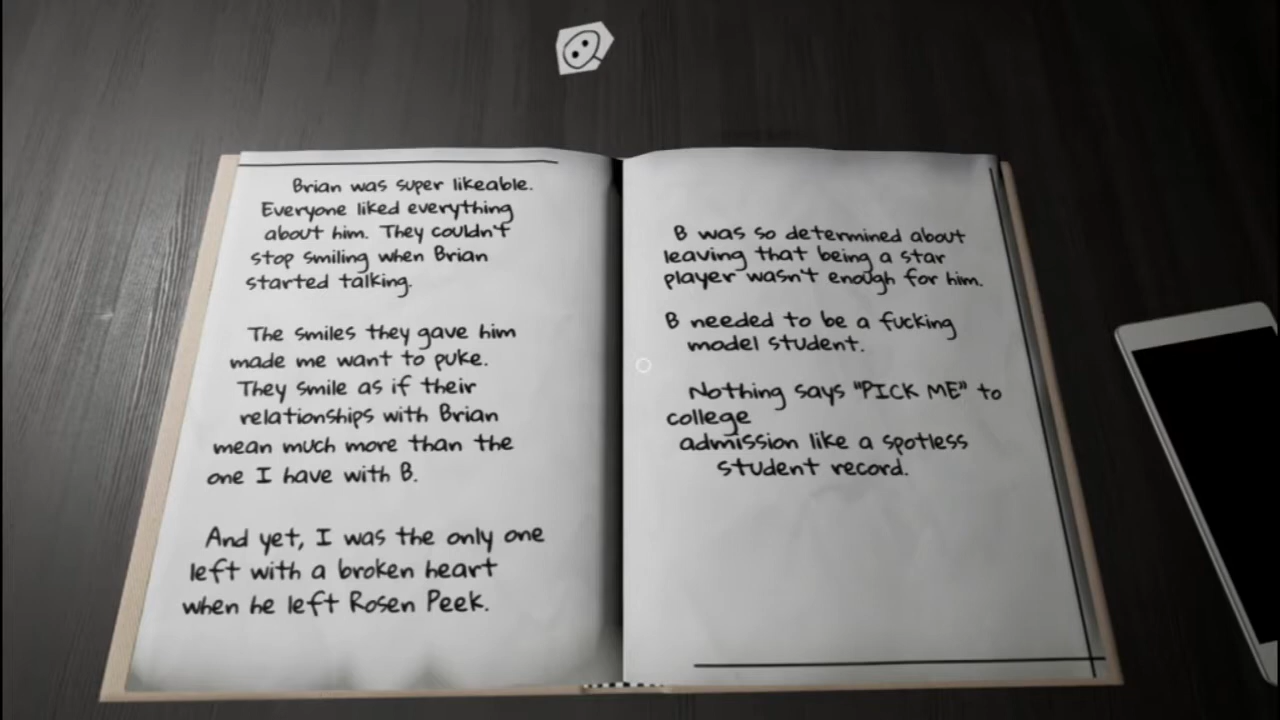 Brian was super likeable.
Everyone liked everything
about him. They couldn't
stop smiling when Brian
started talking.
The smiles they gave him
made me want to puke.
They smile as if their
relationships with Brian
mean much more than the
one I have with B.
And yet, I was the only one
left with a broken heart
when he left Rosen Peek.
B was so determined about
leaving that being a star
player wasn't enough for him.
B needed to be a fucking
model student.
Nothing says "PICK ME" to
college
admission like a spotless
student record.